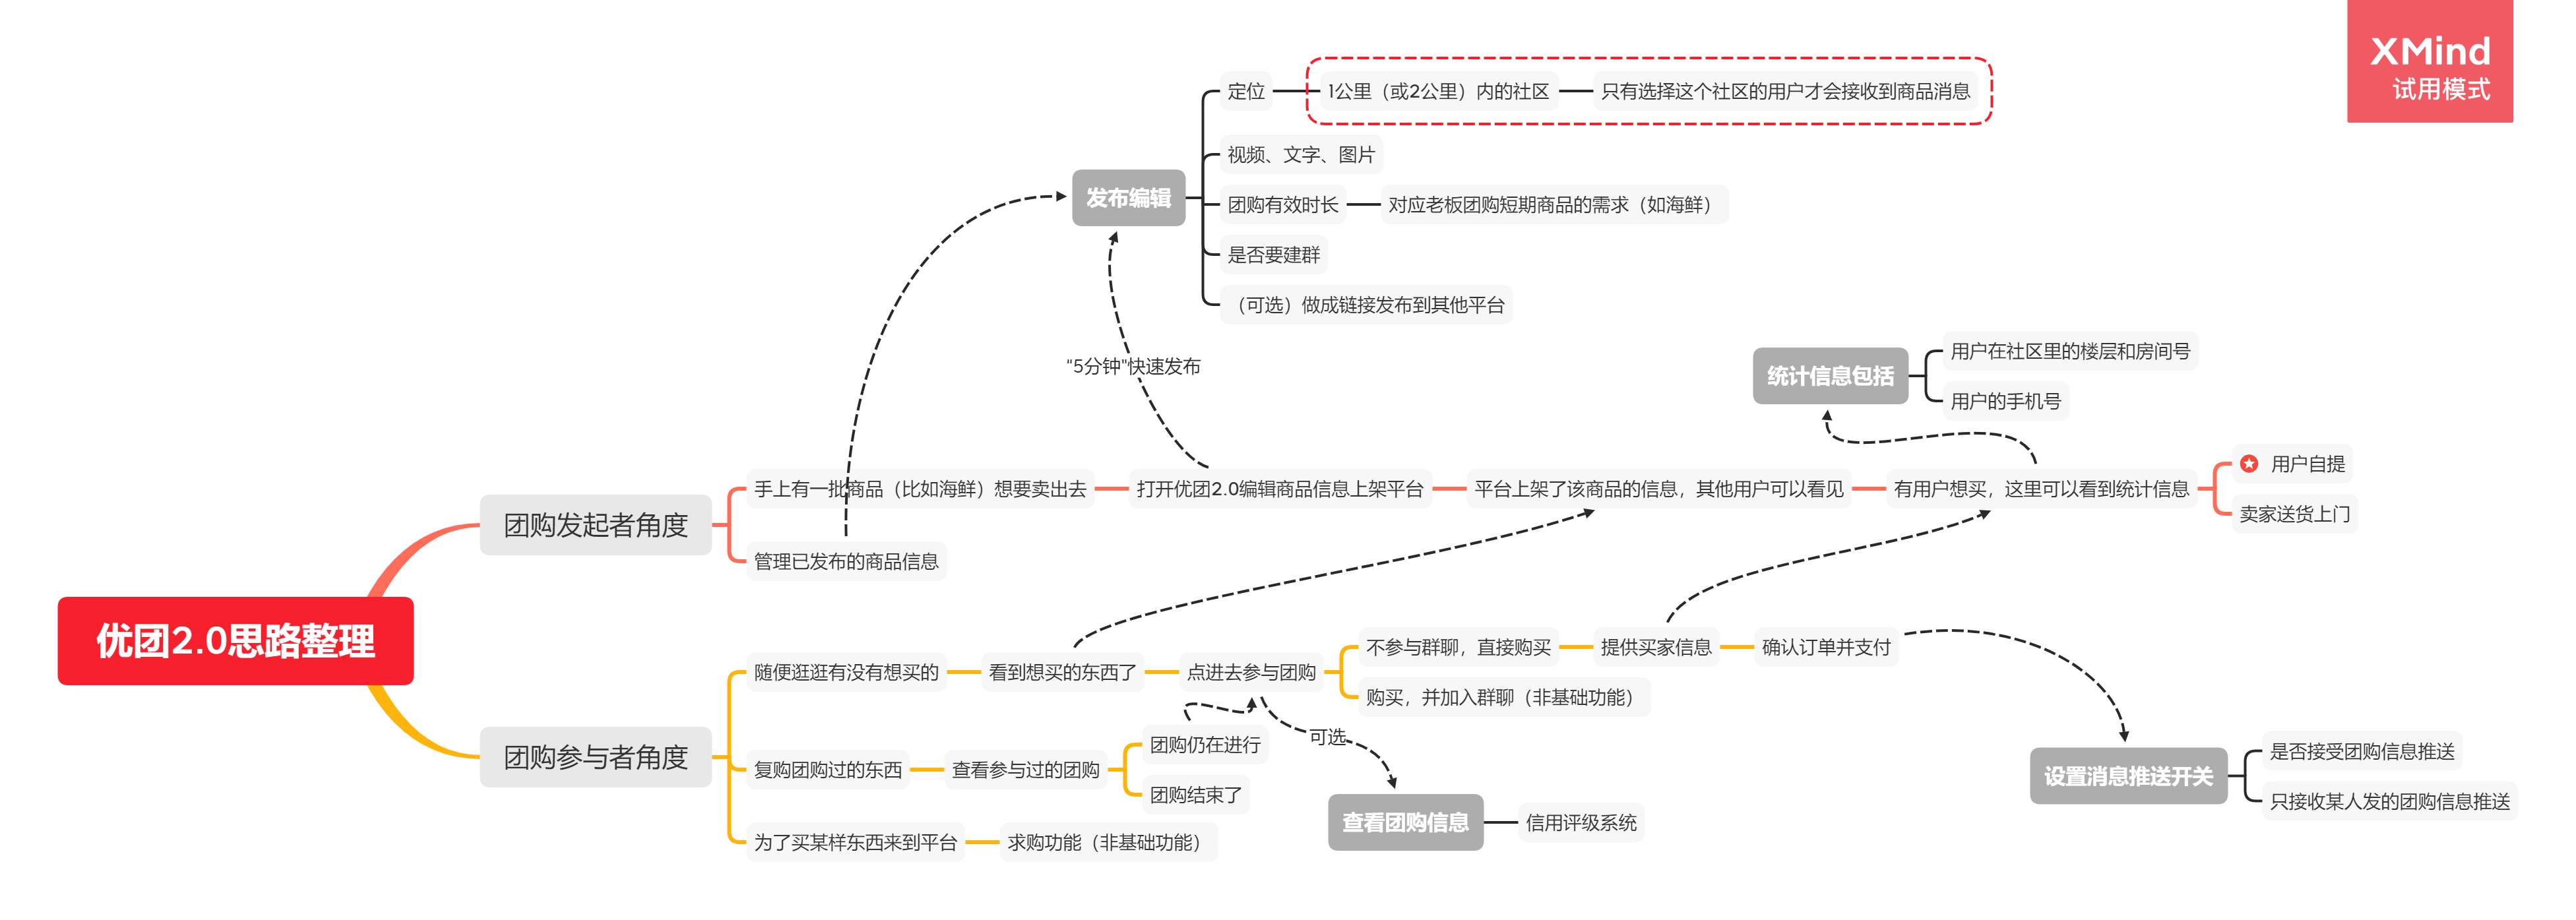 XMind
试用模式
定位
1公里（或2公里）内的社区
只有选择这个社区的用户才会接收到商品消息
视频、文字、图片
发布编辑
团购有效时长
对应老板团购短期商品的需求（如海鲜）
是否要建群
（可选）做成链接发布到其他平台
"5分钟"快速发布
统计信息包括
用户在社区里的楼层和房间号
用户的手机号
团购发起者角度
手上有一批商品（比如海鲜）想要卖出去
打开优团2.0编辑商品信息上架平台
平台上架了该商品的信息，其他用户可以看见
有用户想买，这里可以看到统计信息
用户自提
卖家送货上门
管理已发布的商品信息
优团2.0思路整理
团购参与者角度
随便逛逛有没有想买的
看到想买的东西了
点进去参与团购
不参与群聊，直接购买
提供买家信息
确认订单并支付
购买，并加入群聊（非基础功能）
可选
复购团购过的东西
查看参与过的团购
团购仍在进行
团购结束了
查看团购信息
信用评级系统
设置消息推送开关
是否接受团购信息推送
只接收某人发的团购信息推送
为了买某样东西来到平台
求购功能（非基础功能）